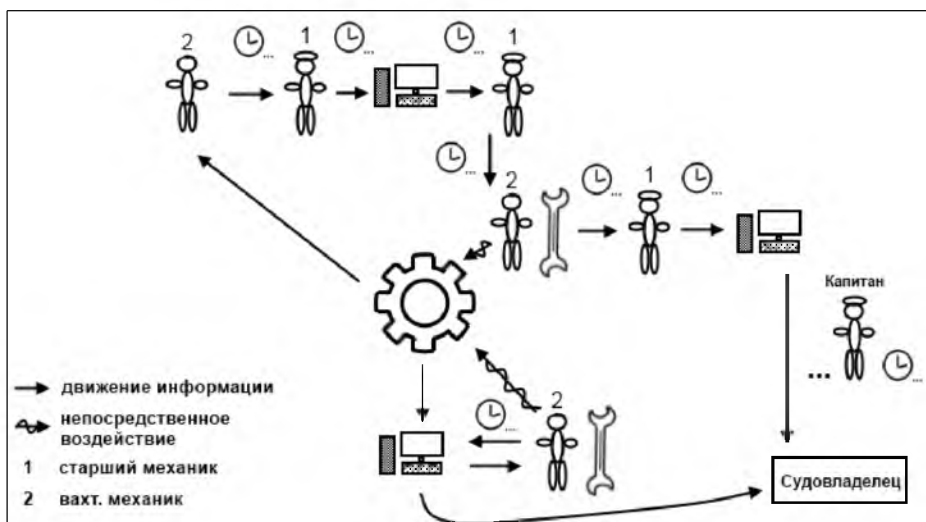 2
1
1
2
1
Капитан
движение информации
непосредственное
воздействие
1 старший механик
2 вахт. механик
2
Судовладелец